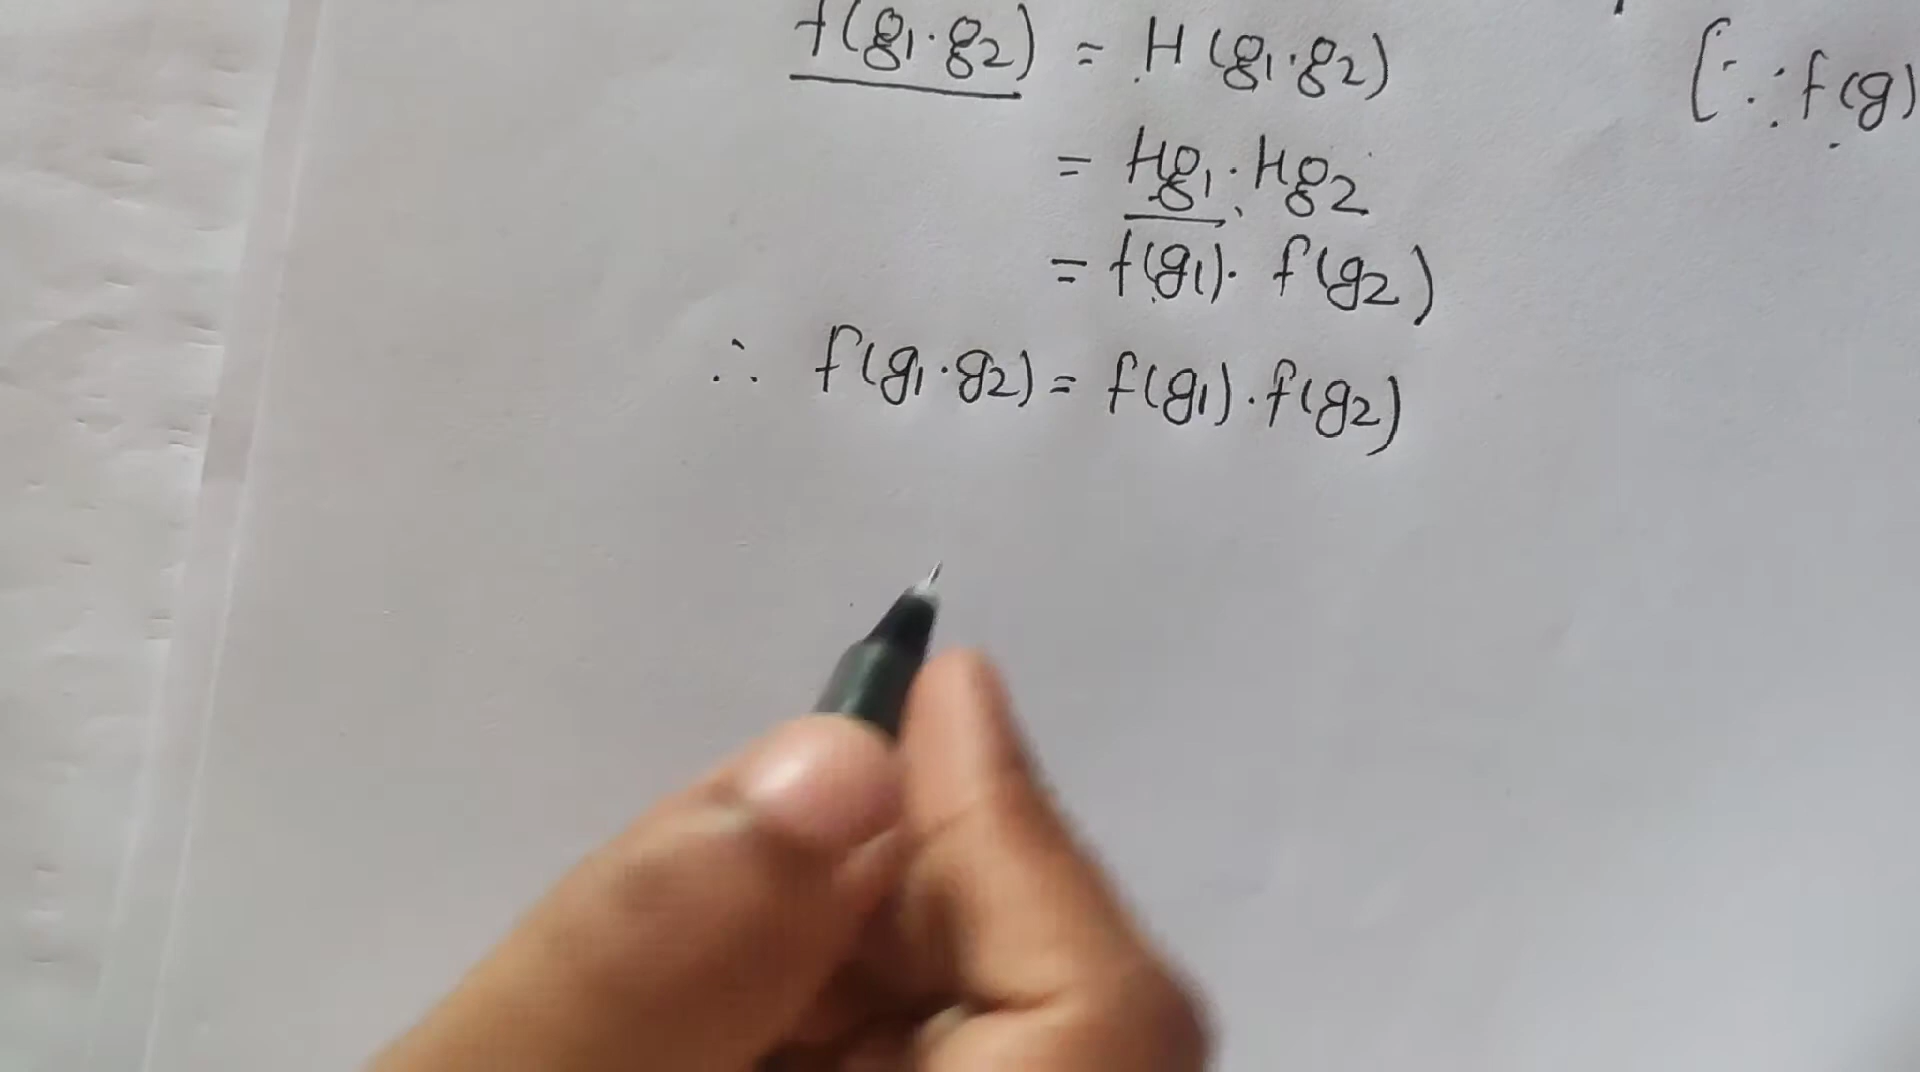 f(g1·g2) = H(g1·g2) [∵ f(g)
= Hg1·Hg2
= f(g1)· f(g2)
∴ f(g1·g2) = f(g1)·f(g2)